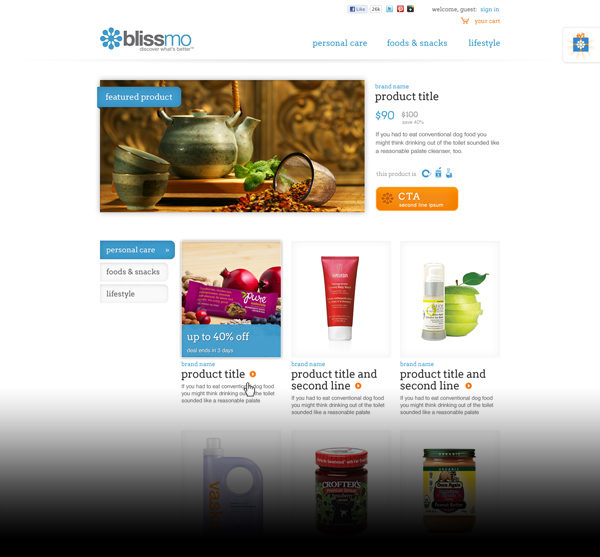 Like 26k
welcome, guest: sign in
your cart
blissmo
discover what's better™
personal care foods & snacks lifestyle
featured product
brand name
product title
$90 $100
save 40%
If you had to eat conventional dog food you
might think drinking out of the toilet sounded like
a reasonable palate cleanser, too.
this product is
CTA
second line ipsum
personal care »
foods & snacks
lifestyle
pure
up to 40% off
deal ends in 3 days
brand name
product title
If you had to eat conventional dog food
you might think drinking out of the toilet
sounded like a reasonable palate
WELEDA
brand name
product title and
second line
If you had to eat conventional dog food
you might think drinking out of the toilet
sounded like a reasonable palate
brand name
product title and
second line
If you had to eat conventional dog food
you might think drinking out of the toilet
sounded like a reasonable palate
vaska
CROFTER'S
ORGANIC